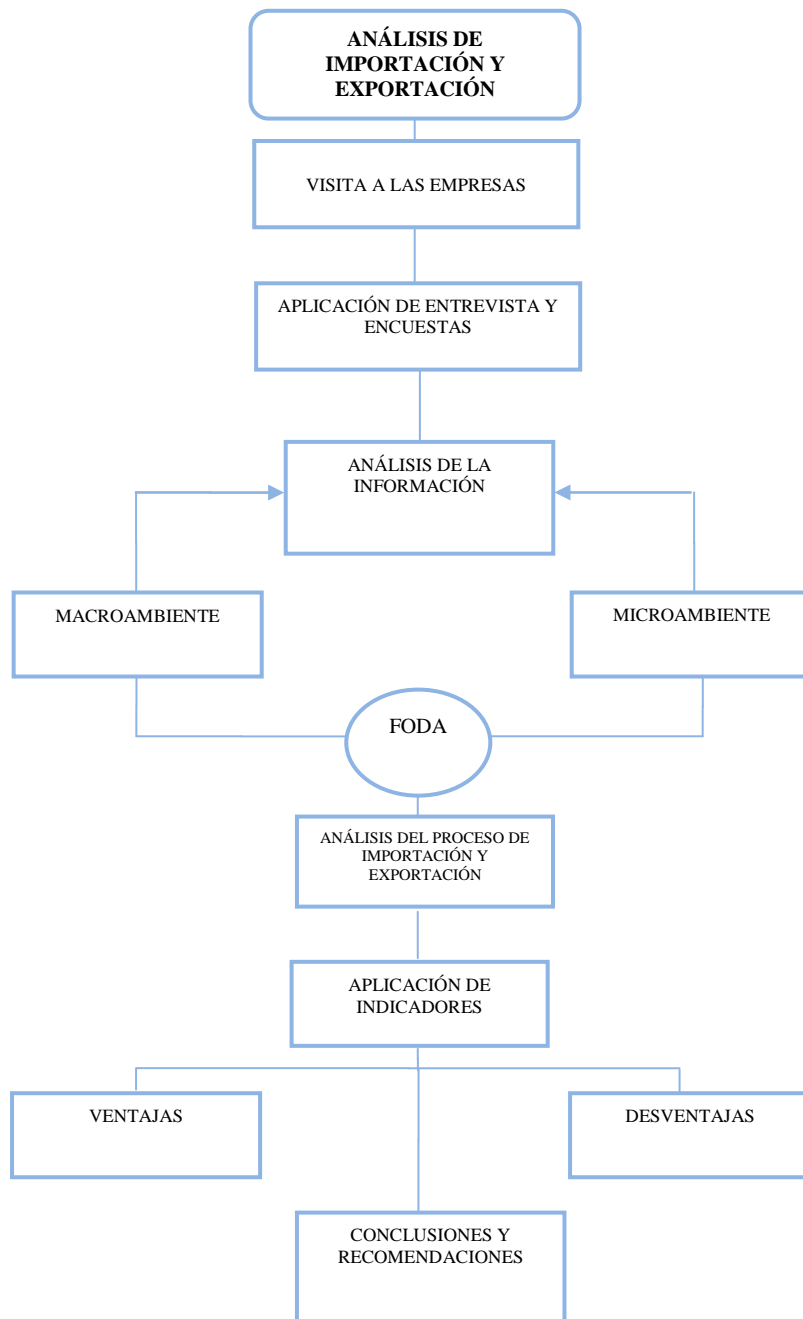 ANÁLISIS DE
IMPORTACIÓN Y
EXPORTACIÓN
VISITA A LAS EMPRESAS
APLICACIÓN DE ENTREVISTA Y
ENCUESTAS
ANÁLISIS DE LA
INFORMACIÓN
MACROAMBIENTE
MICROAMBIENTE
FODA
ANÁLISIS DEL PROCESO DE
IMPORTACIÓN Y
EXPORTACIÓN
APLICACIÓN DE
INDICADORES
VENTAJAS
DESVENTAJAS
CONCLUSIONES Y
RECOMENDACIONES